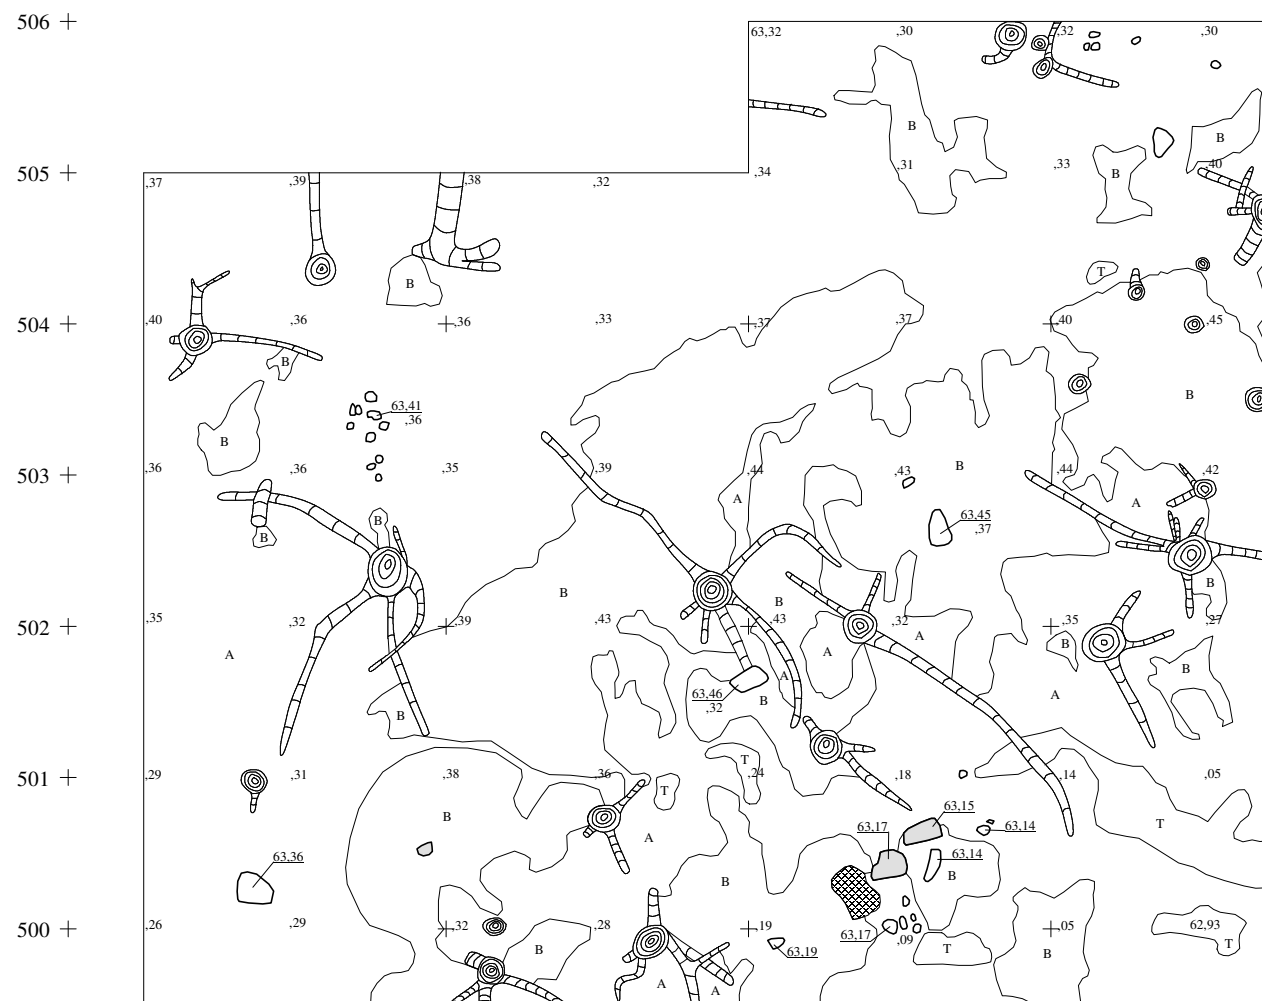 506
63,32 ,30 ,32 ,30
B B
505 ,34 ,31 ,33 ,40
,37 ,39 ,38 ,32 B
B T
504 ,40 ,36 ,36 ,33 ,37 ,37 ,40 ,45
B
B
63,41
,36
B
503 ,36 ,36 ,35 ,39 ,44 ,43 B ,44 ,42
A A
B 63,45
,37
B
B B B
502 ,35 ,32 ,39 ,43 ,43 ,32 ,35 ,27
A A A B
A B
63,46 B A
,32
B
T
501 ,29 ,31 ,38 ,36 ,24 ,18 ,14 ,05
T
B 63,15
63,17 63,14 T
A
63,36 63,14
B B
500 ,26 ,29 ,32 ,28 ,19 ,05 62,93
63,17 ,09
B 63,19 T B T
A A